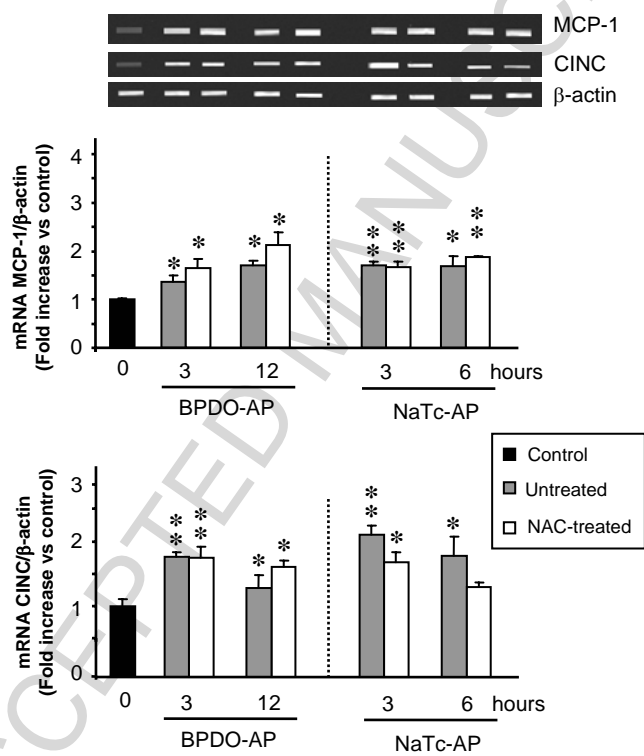 MCP-1
CINC
β-actin
mRNA MCP-1/β-actin
(Fold increase vs control)
4
3
2
1
0
* * * * ** ** * **
0 3 12 3 6 hours
BPDO-AP NaTc-AP
Control
Untreated
NAC-treated
mRNA CINC/β-actin
(Fold increase vs control)
3
2
1
0
** ** * * ** * *
0 3 12 3 6 hours
BPDO-AP NaTc-AP
CCEPTED MANUSC